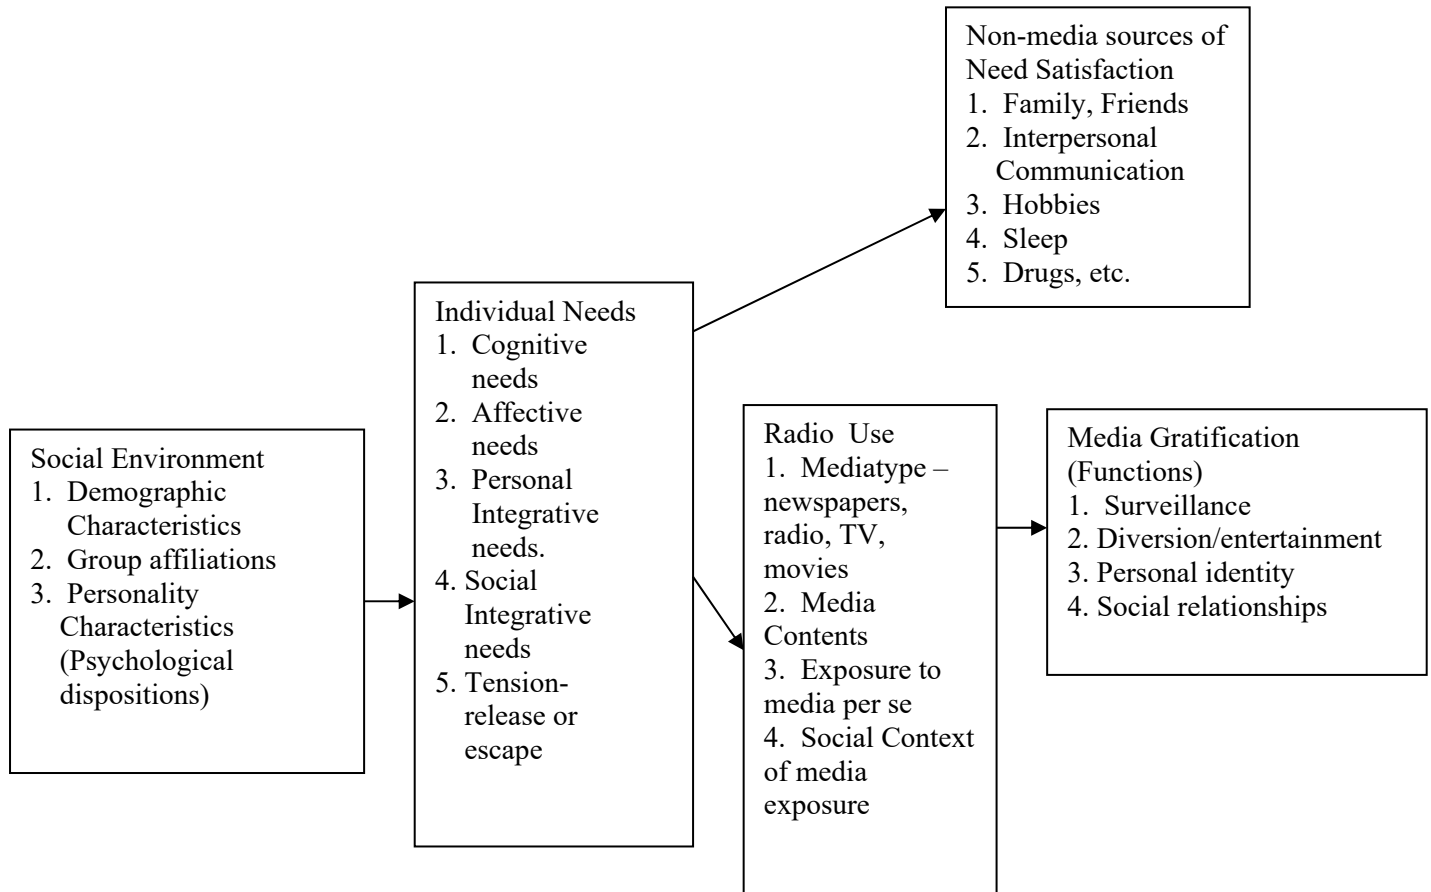 Non-media sources of
Need Satisfaction
1. Family, Friends
2. Interpersonal
Communication
3. Hobbies
4. Sleep
5. Drugs, etc.
Individual Needs
1. Cognitive
needs
2. Affective
needs
3. Personal
Integrative
needs.
4. Social
Integrative
needs
5. Tension-
release or
escape
Social Environment
1. Demographic
Characteristics
2. Group affiliations
3. Personality
Characteristics
(Psychological
dispositions)
Radio Use
1. Mediatype –
newspapers,
radio, TV,
movies
2. Media
Contents
3. Exposure to
media per se
4. Social Context
of media
exposure
Media Gratification
(Functions)
1. Surveillance
2. Diversion/entertainment
3. Personal identity
4. Social relationships